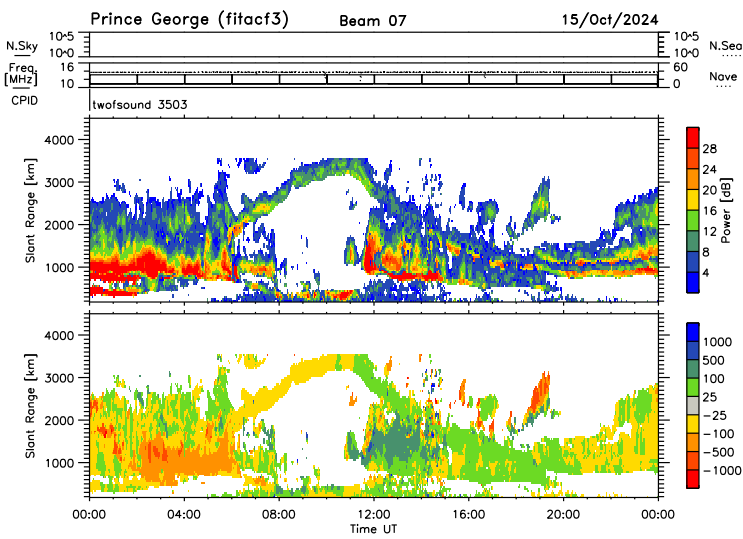 Prince George (fitacf3) Beam 07 15/Oct/2024
N.Sky 10^5 10^5 N.Sea
10^0 10^0
Freq 16 60
[MHz] 10 0 Nave
CPID twofsound 3503
4000
3000
2000
1000
Slant Range [km]
28
24
20
16
12
8
4
Power [dB]
4000
3000
2000
1000
Slant Range [km]
1000
500
100
25
-25
-100
-500
-1000
00:00 04:00 08:00 12:00 16:00 20:00 00:00
Time UT